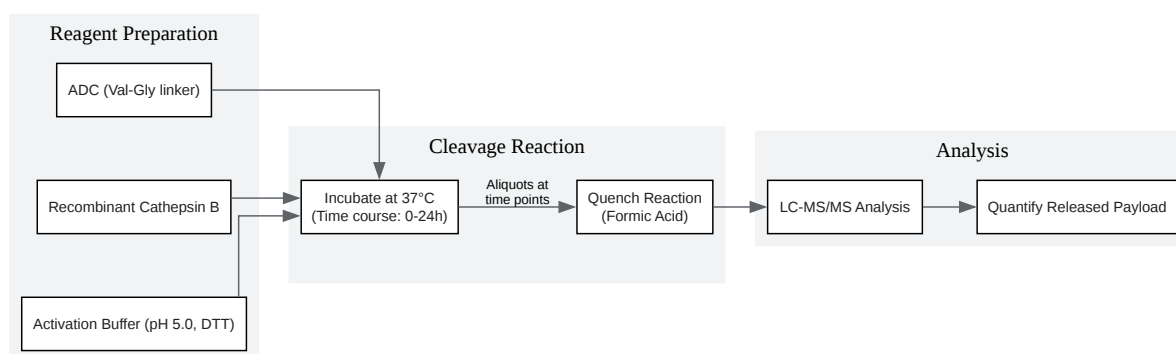 Reagent Preparation
ADC (Val-Gly linker)
Recombinant Cathepsin B
Activation Buffer (pH 5.0, DTT)
Cleavage Reaction
Incubate at 37°C
(Time course: 0-24h)
Aliquots at
time points
Quench Reaction
(Formic Acid)
Analysis
LC-MS/MS Analysis
Quantify Released Payload